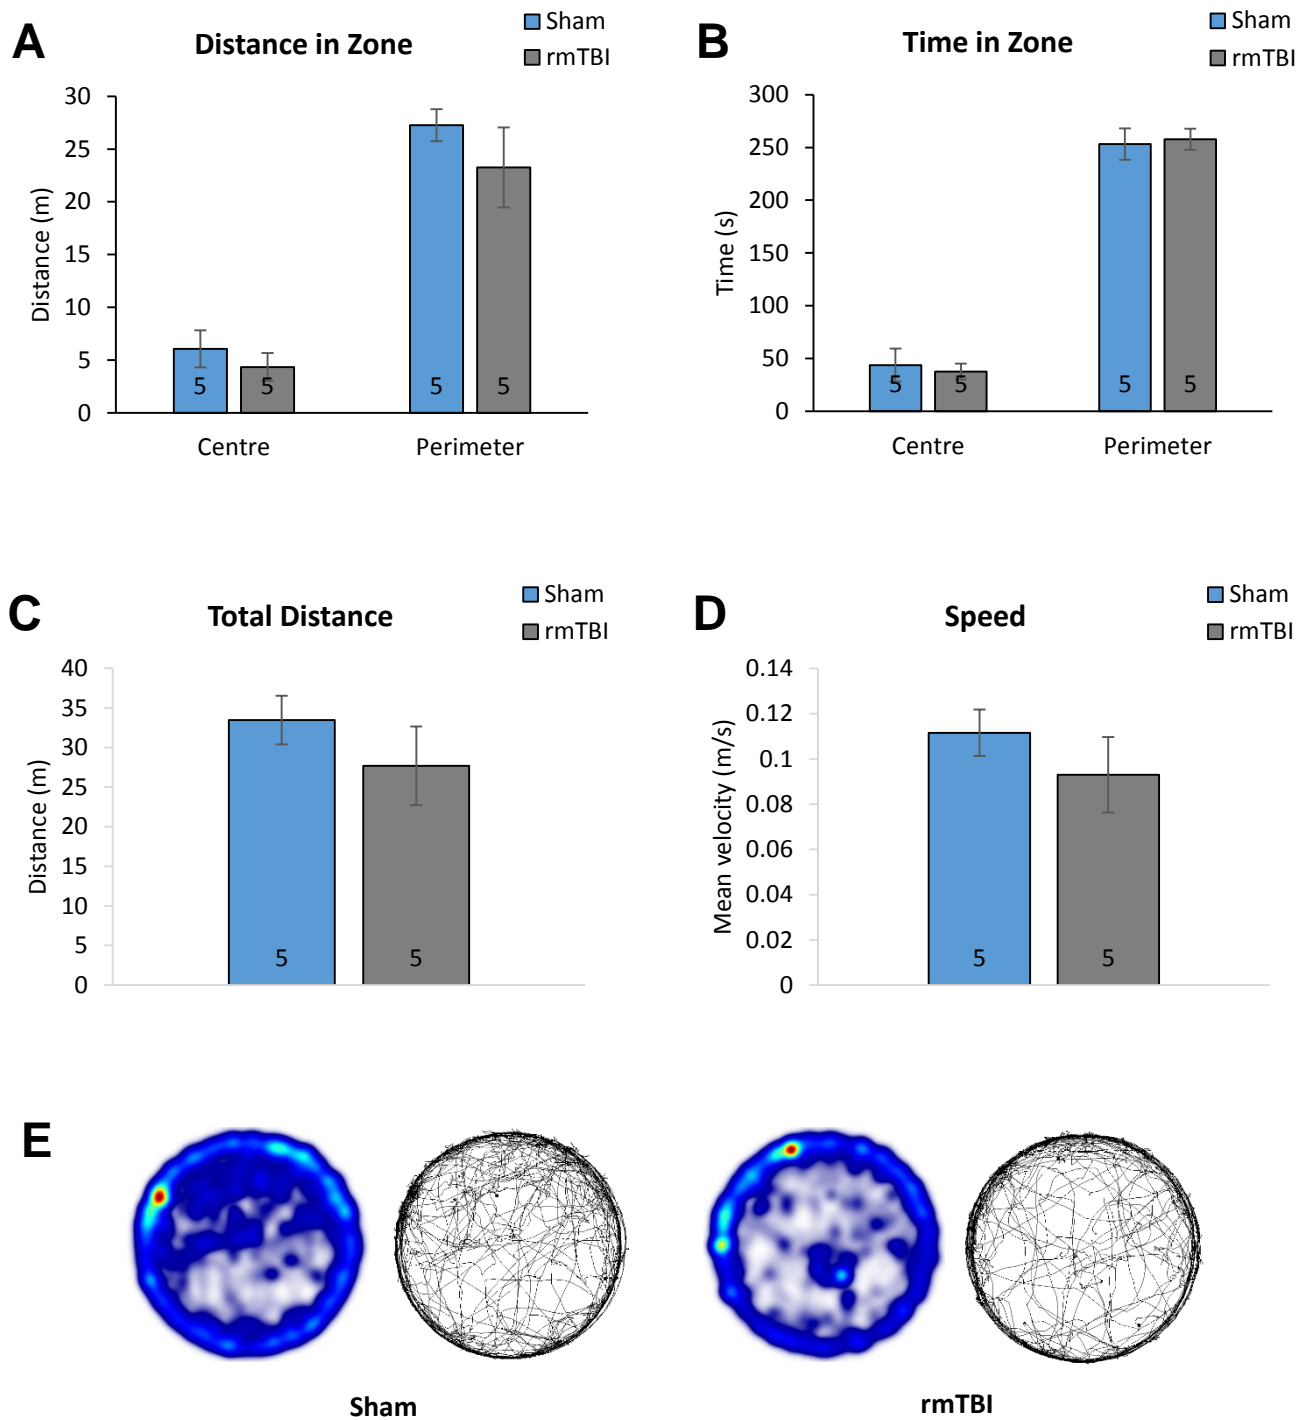 A
Distance in Zone
Sham
rmTBI
30
25
20
15
10
5
0
Distance (m)
5
5
5
5
Centre
Perimeter
B
Time in Zone
Sham
rmTBI
300
250
200
150
100
50
0
Time (s)
5
5
5
5
Centre
Perimeter
C
Total Distance
Sham
rmTBI
40
35
30
25
20
15
10
5
0
Distance (m)
5
5
D
Speed
Sham
rmTBI
0.14
0.12
0.1
0.08
0.06
0.04
0.02
0
Mean velocity (m/s)
5
5
E
Sham
rmTBI